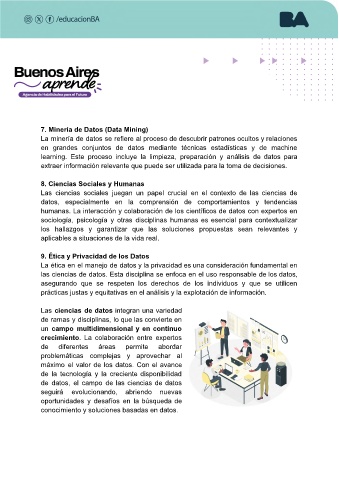 /educacionBA
BA
Buenos Aires
aprende
Agencia de Habilidades para el Futuro
7. Minería de Datos (Data Mining)
La minería de datos se refiere al proceso de descubrir patrones ocultos y relaciones
en grandes conjuntos de datos mediante técnicas estadísticas y de machine
learning. Este proceso incluye la limpieza, preparación y análisis de datos para
extraer información relevante que puede ser utilizada para la toma de decisiones.
8. Ciencias Sociales y Humanas
Las ciencias sociales juegan un papel crucial en el contexto de las ciencias de
datos, especialmente en la comprensión de comportamientos y tendencias
humanas. La interacción y colaboración de los científicos de datos con expertos en
sociología, psicología y otras disciplinas humanas es esencial para contextualizar
los hallazgos y garantizar que las soluciones propuestas sean relevantes y
aplicables a situaciones de la vida real.
9. Ética y Privacidad de los Datos
La ética en el manejo de datos y la privacidad es una consideración fundamental en
las ciencias de datos. Esta disciplina se enfoca en el uso responsable de los datos,
asegurando que se respeten los derechos de los individuos y que se utilicen
prácticas justas y equitativas en el análisis y la explotación de información.
Las ciencias de datos integran una variedad
de ramas y disciplinas, lo que las convierte en
un campo multidimensional y en continuo
crecimiento. La colaboración entre expertos
de diferentes áreas permite abordar
problemáticas complejas y aprovechar al
máximo el valor de los datos. Con el avance
de la tecnología y la creciente disponibilidad
de datos, el campo de las ciencias de datos
seguirá evolucionando, abriendo nuevas
oportunidades y desafíos en la búsqueda de
conocimiento y soluciones basadas en datos.